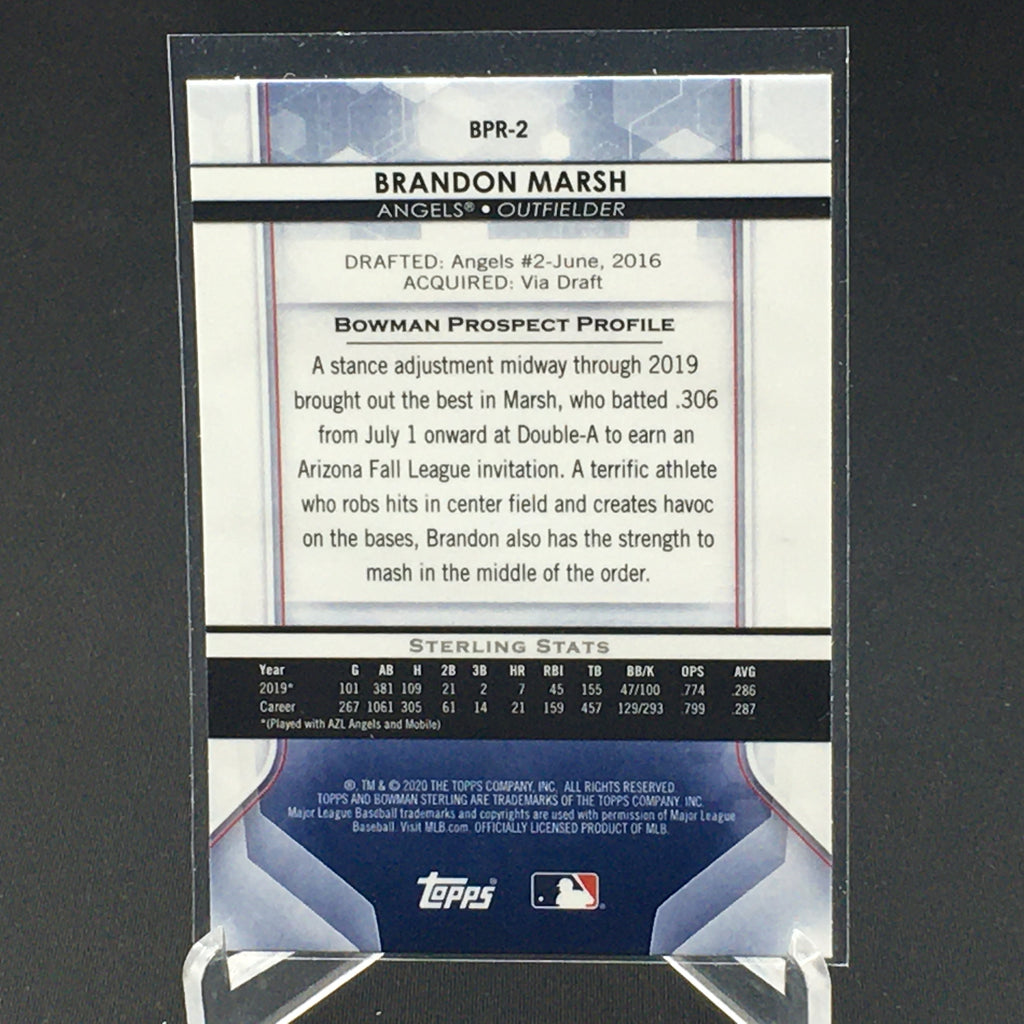 BPR-2
BRANDON MARSH
ANGELS® • OUTFIELDER
DRAFTED: Angels #2-June, 2016
ACQUIRED: Via Draft
BOWMAN PROSPECT PROFILE
A stance adjustment midway through 2019
brought out the best in Marsh, who batted .306
from July 1 onward at Double-A to earn an
Arizona Fall League invitation. A terrific athlete
who robs hits in center field and creates havoc
on the bases, Brandon also has the strength to
mash in the middle of the order.
STERLING STATS
Year G AB H 2B 3B HR RBI TB BB/K OPS AVG
2019* 101 381 109 21 2 7 45 155 47/100 .774 .286
Career 267 1061 305 61 14 21 159 457 129/293 .799 .287
*(Played with AZL Angels and Mobile)
®, TM & © 2020 THE TOPPS COMPANY, INC. ALL RIGHTS RESERVED.
TOPPS AND BOWMAN STERLING ARE TRADEMARKS OF THE TOPPS COMPANY, INC.
Major League Baseball trademarks and copyrights are used with permission of Major League
Baseball. Visit MLB.com. OFFICIALLY LICENSED PRODUCT OF MLB.
TOPPS®